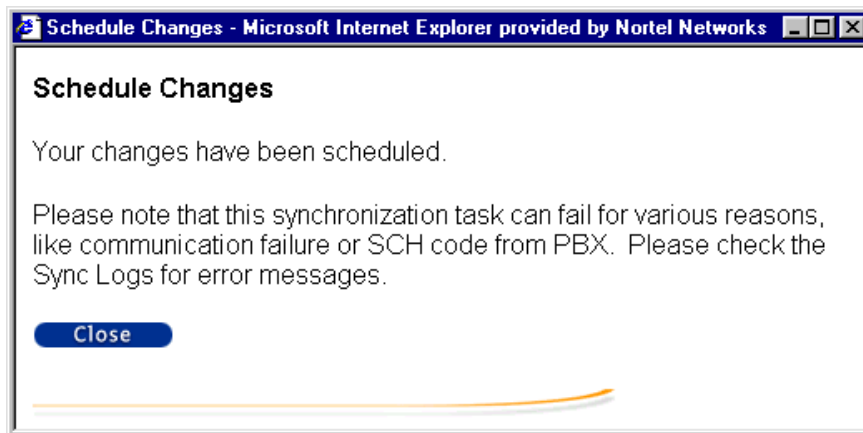 Schedule Changes - Microsoft Internet Explorer provided by Nortel Networks
Schedule Changes
Your changes have been scheduled.
Please note that this synchronization task can fail for various reasons,
like communication failure or SCH code from PBX.  Please check the
Sync Logs for error messages.
Close